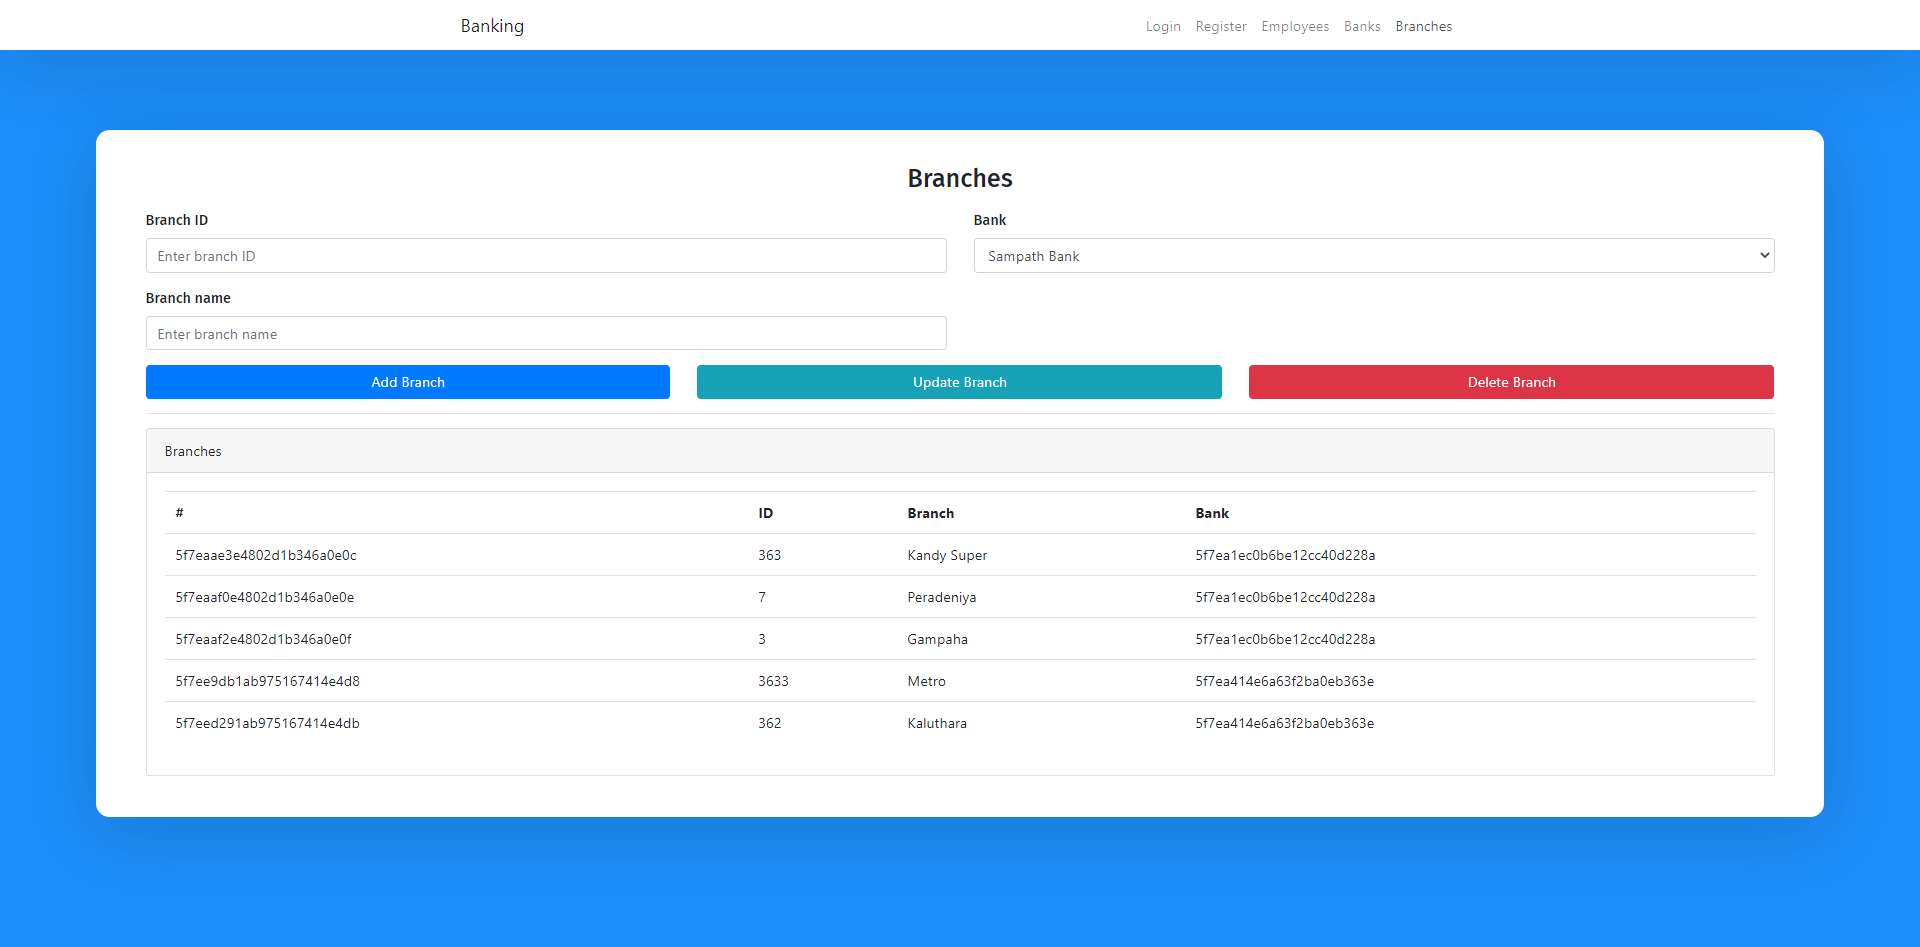 Banking Login Register Employees Banks Branches
Branches
Branch ID Bank
Enter branch ID Sampath Bank
Branch name
Enter branch name
Add Branch Update Branch Delete Branch
Branches
# ID Branch Bank
5f7eaae3e4802d1b346a0e0c 363 Kandy Super 5f7ea1ec0b6be12cc40d228a
5f7eaaf0e4802d1b346a0e0e 7 Peradeniya 5f7ea1ec0b6be12cc40d228a
5f7eaaf2e4802d1b346a0e0f 3 Gampaha 5f7ea1ec0b6be12cc40d228a
5f7ee9db1ab975167414e4d8 3633 Metro 5f7ea414e6a63f2ba0eb363e
5f7eed291ab975167414e4db 362 Kaluthara 5f7ea414e6a63f2ba0eb363e